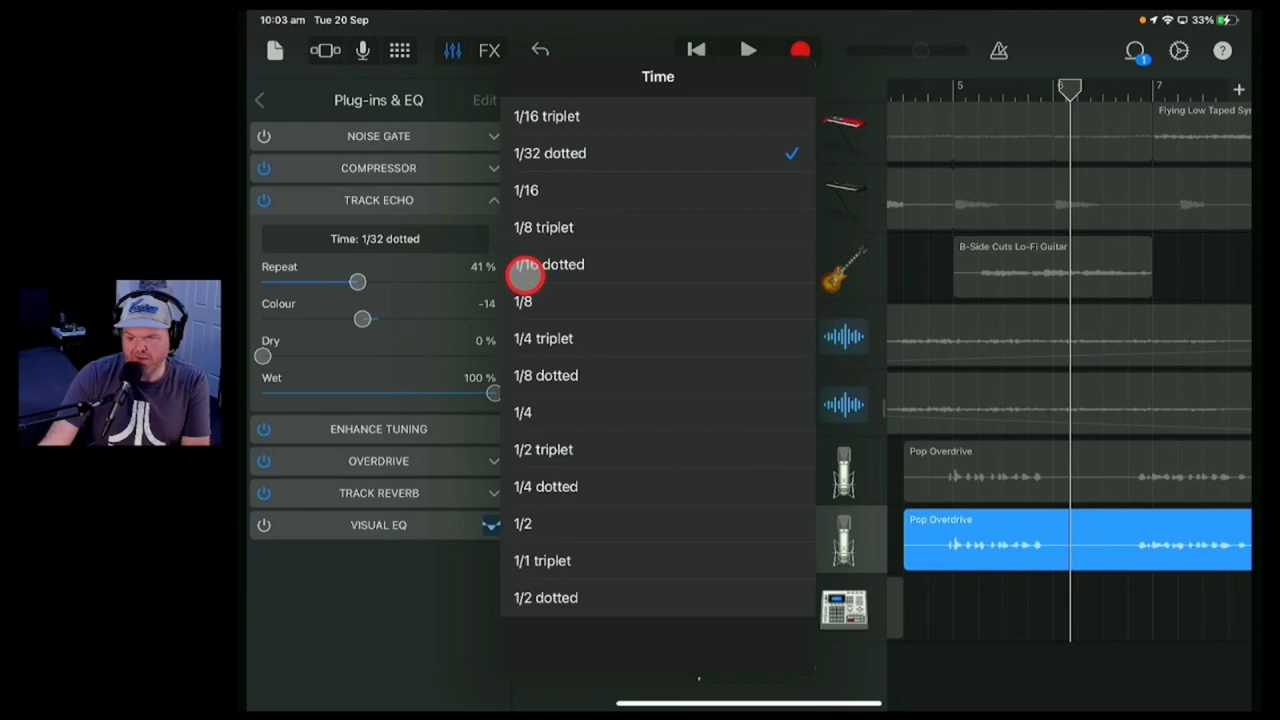 10:03 am Tue 20 Sep
33%
FX
1
?
Plug-ins & EQ
Edit
NOISE GATE
COMPRESSOR
TRACK ECHO
Time: 1/32 dotted
Repeat
41 %
Colour
-14
Dry
0 %
Wet
100 %
ENHANCE TUNING
OVERDRIVE
TRACK REVERB
VISUAL EQ
Time
1/16 triplet
1/32 dotted
1/16
1/8 triplet
1/16 dotted
1/8
1/4 triplet
1/8 dotted
1/4
1/2 triplet
1/4 dotted
1/2
1/1 triplet
1/2 dotted
5
7
+
Flying Low Taped Syn
B-Side Cuts Lo-Fi Guitar
Pop Overdrive
Pop Overdrive